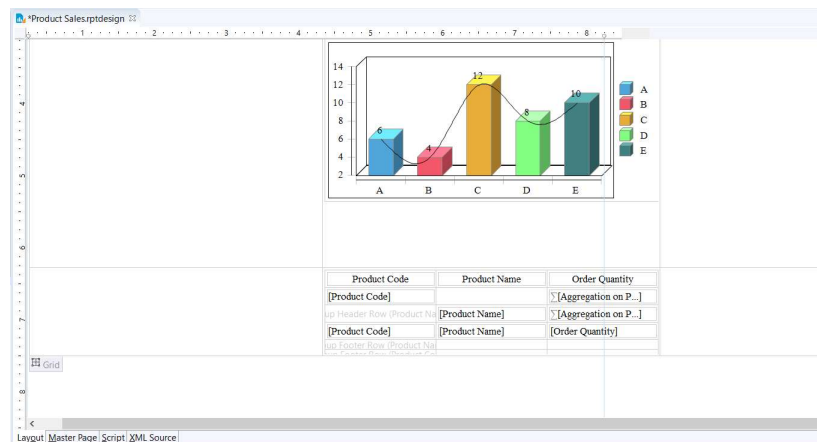 *Product Sales.rptdesign
1 2 3 4 5 6 7 8
14
12
10
8
6
4
2
6
4
12
8
10
A B C D E
A
B
C
D
E
4
5
6
7
8
Product Code Product Name Order Quantity
[Product Code] ∑[Aggregation on P...]
up Header Row (Product Na [Product Name] ∑[Aggregation on P...]
[Product Code] [Product Name] [Order Quantity]
up Footer Row (Product Nai
Grid
Layout Master Page Script XML Source